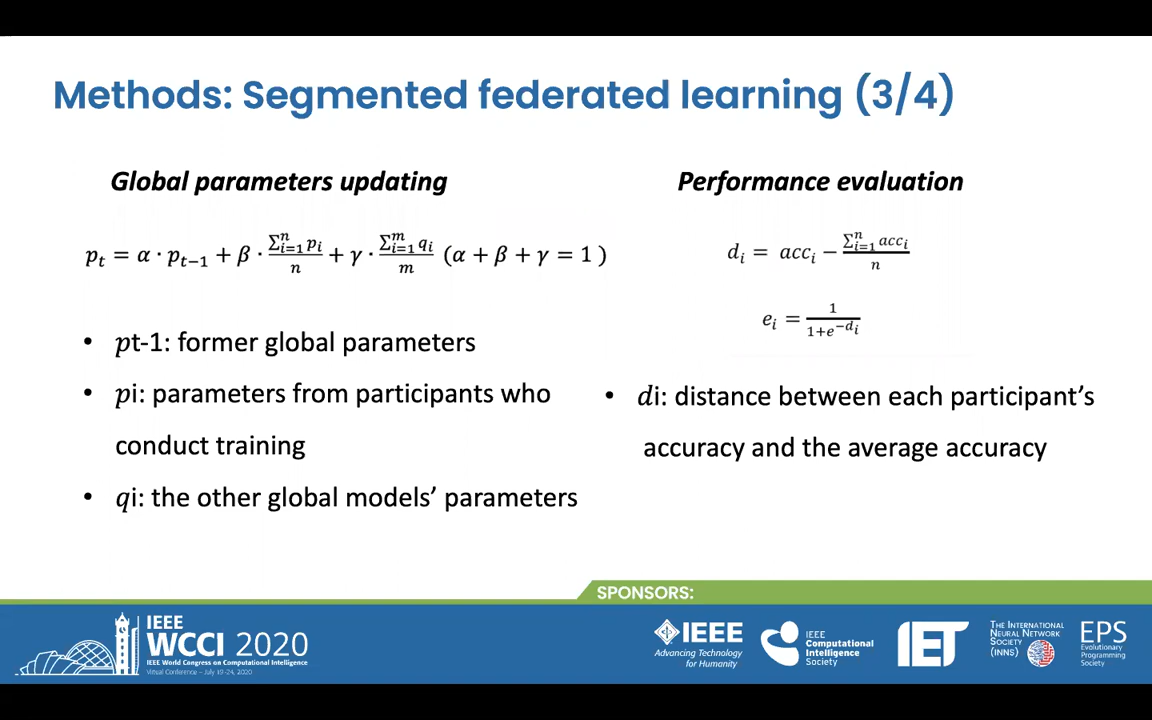 Methods: Segmented federated learning (3/4)
Global parameters updating
p_t = α · p_{t−1} + β · \frac{∑_{i=1}^{n} p_i}{n} + γ · \frac{∑_{i=1}^{m} q_i}{m} (α + β + γ = 1 )
• pt-1: former global parameters
• pi: parameters from participants who
conduct training
• qi: the other global models’ parameters
Performance evaluation
d_i = acc_i − \frac{∑_{i=1}^{n} acc_i}{n}
e_i = \frac{1}{1+e^{−d_i}}
• di: distance between each participant’s
accuracy and the average accuracy
SPONSORS:
IEEE
WCCI 2020
IEEE World Congress on Computational Intelligence
Virtual Conference – July 19-24, 2020
IEEE
Advancing Technology
for Humanity
IEEE
Computational
Intelligence
Society
IET
The International
Neural Network
Society
(INNS)
EPS
Evolutionary
Programming
Society